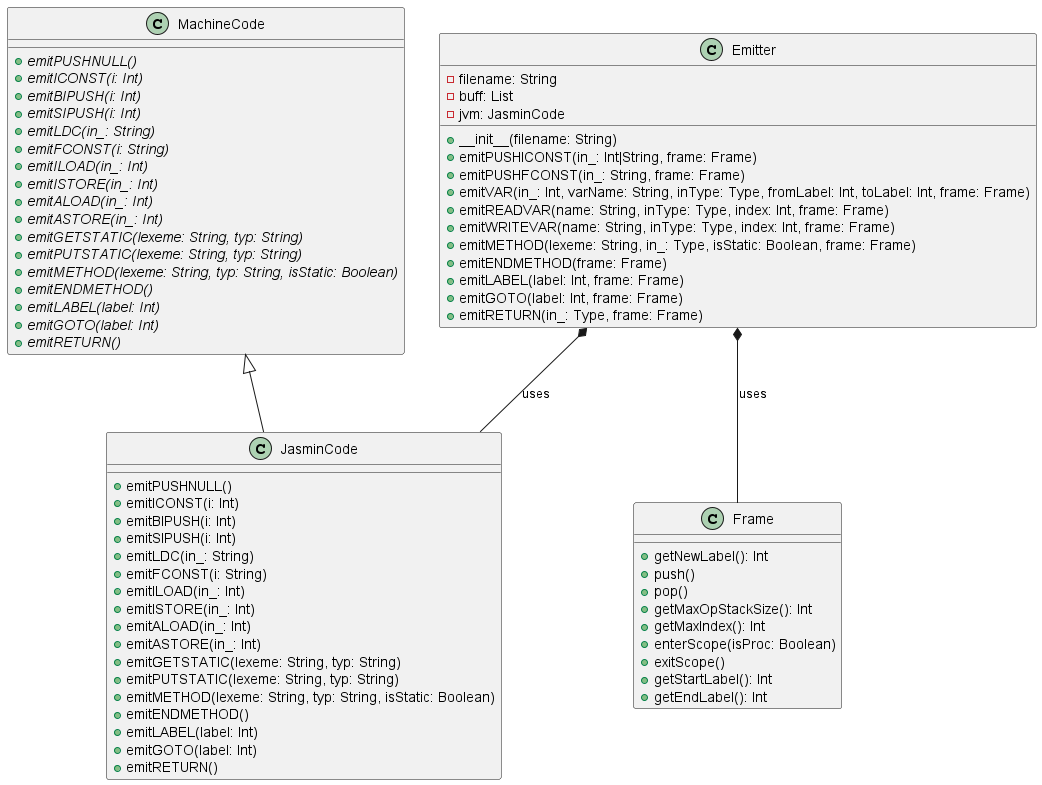 C MachineCode
emitPUSHNULL()
emitICONST(i: Int)
emitBIPUSH(i: Int)
emitSIPUSH(i: Int)
emitLDC(in_: String)
emitFCONST(i: String)
emitILOAD(in_: Int)
emitISTORE(in_: Int)
emitALOAD(in_: Int)
emitASTORE(in_: Int)
emitGETSTATIC(lexeme: String, typ: String)
emitPUTSTATIC(lexeme: String, typ: String)
emitMETHOD(lexeme: String, typ: String, isStatic: Boolean)
emitENDMETHOD()
emitLABEL(label: Int)
emitGOTO(label: Int)
emitRETURN()
C Emitter
filename: String
buff: List
jvm: JasminCode
__init__(filename: String)
emitPUSHICONST(in_: Int|String, frame: Frame)
emitPUSHFCONST(in_: String, frame: Frame)
emitVAR(in_: Int, varName: String, inType: Type, fromLabel: Int, toLabel: Int, frame: Frame)
emitREADVAR(name: String, inType: Type, index: Int, frame: Frame)
emitWRITEVAR(name: String, inType: Type, index: Int, frame: Frame)
emitMETHOD(lexeme: String, in_: Type, isStatic: Boolean, frame: Frame)
emitENDMETHOD(frame: Frame)
emitLABEL(label: Int, frame: Frame)
emitGOTO(label: Int, frame: Frame)
emitRETURN(in_: Type, frame: Frame)
uses
uses
C JasminCode
emitPUSHNULL()
emitICONST(i: Int)
emitBIPUSH(i: Int)
emitSIPUSH(i: Int)
emitLDC(in_: String)
emitFCONST(i: String)
emitILOAD(in_: Int)
emitISTORE(in_: Int)
emitALOAD(in_: Int)
emitASTORE(in_: Int)
emitGETSTATIC(lexeme: String, typ: String)
emitPUTSTATIC(lexeme: String, typ: String)
emitMETHOD(lexeme: String, typ: String, isStatic: Boolean)
emitENDMETHOD()
emitLABEL(label: Int)
emitGOTO(label: Int)
emitRETURN()
C Frame
getNewLabel(): Int
push()
pop()
getMaxOpStackSize(): Int
getMaxIndex(): Int
enterScope(isProc: Boolean)
exitScope()
getStartLabel(): Int
getEndLabel(): Int